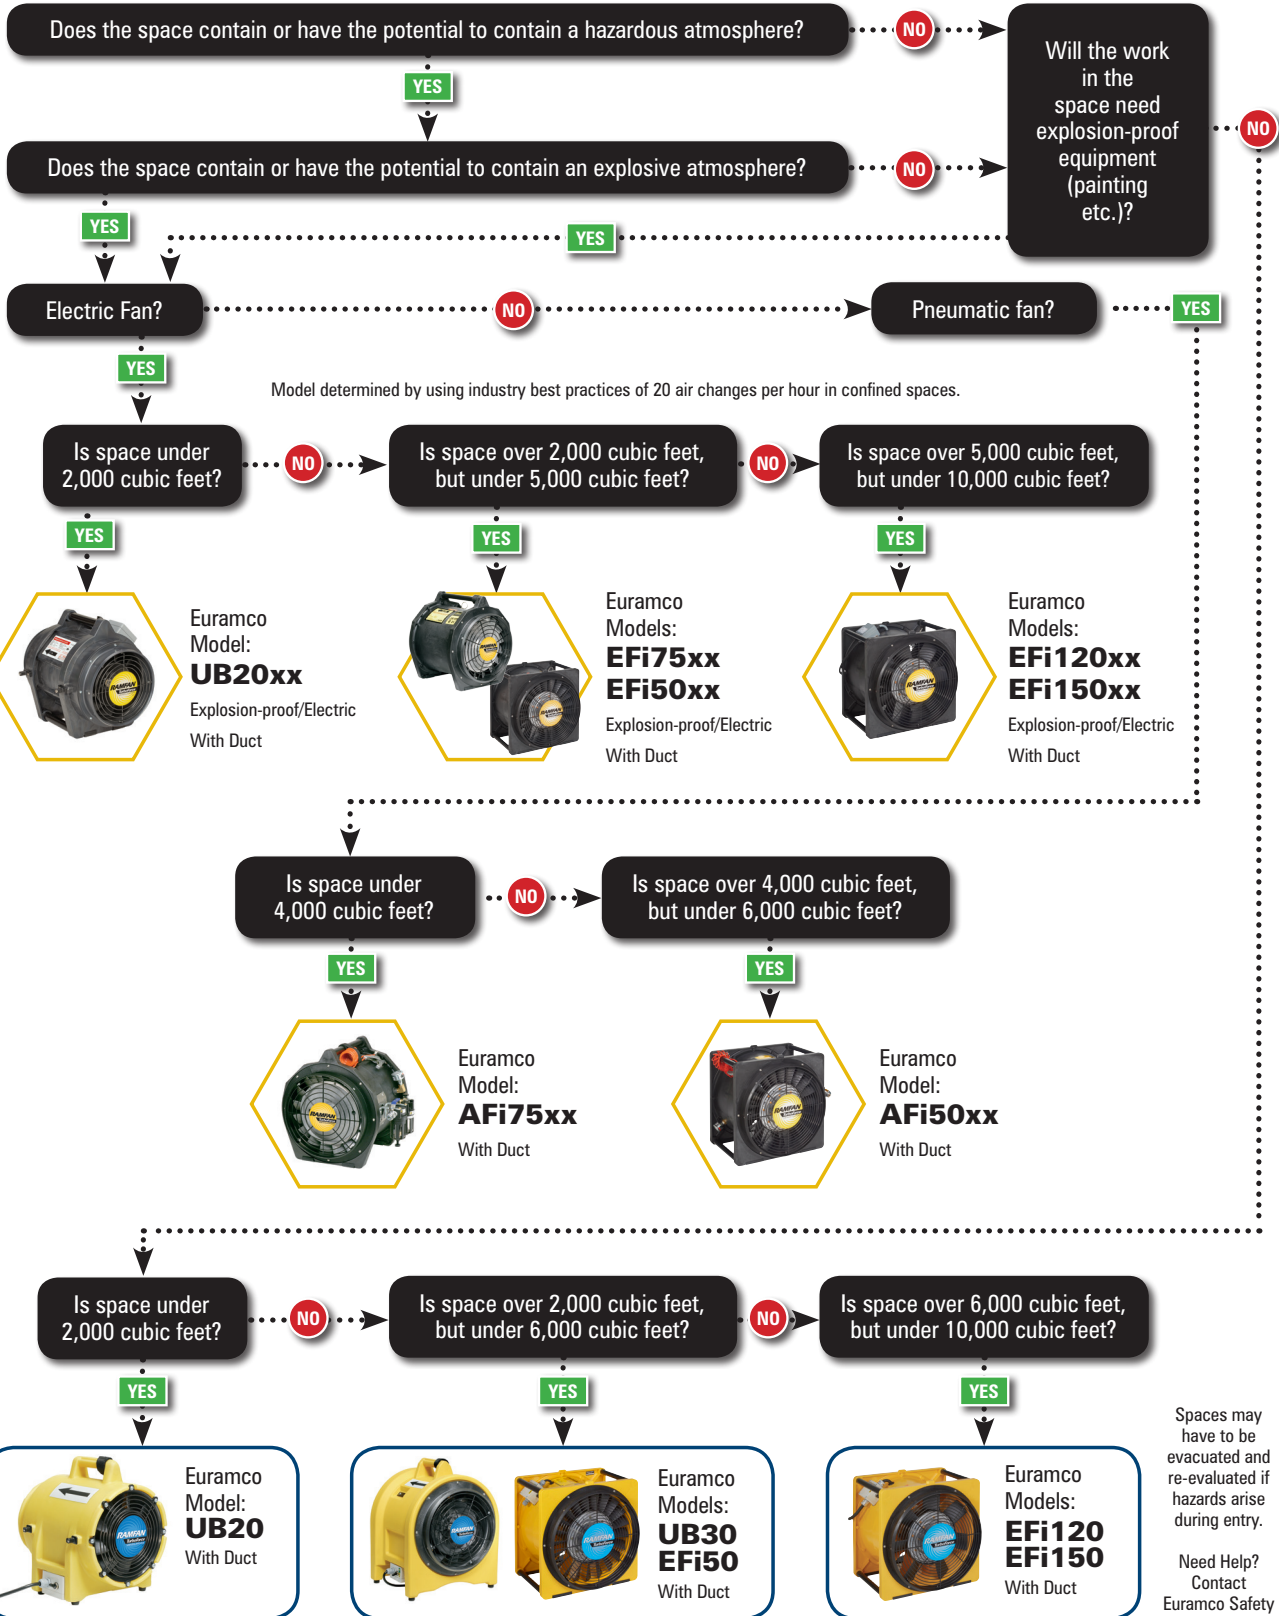 Does the space contain or have the potential to contain a hazardous atmosphere?
NO
Will the work
in the
space need
explosion-proof
equipment
(painting
etc.)?
NO
YES
Does the space contain or have the potential to contain an explosive atmosphere?
NO
YES
YES
Electric Fan?
NO
Pneumatic fan?
YES
YES
Model determined by using industry best practices of 20 air changes per hour in confined spaces.
Is space under
2,000 cubic feet?
NO
Is space over 2,000 cubic feet,
but under 5,000 cubic feet?
NO
Is space over 5,000 cubic feet,
but under 10,000 cubic feet?
YES
YES
YES
RAMFAN
Euramco
Model:
UB20xx
Explosion-proof/Electric
With Duct
RAMFAN
RAMFAN
Euramco
Models:
EFi75xx
EFi50xx
Explosion-proof/Electric
With Duct
RAMFAN
Euramco
Models:
EFi120xx
EFi150xx
Explosion-proof/Electric
With Duct
Is space under
4,000 cubic feet?
NO
Is space over 4,000 cubic feet,
but under 6,000 cubic feet?
YES
YES
RAMFAN
Euramco
Model:
AFi75xx
With Duct
RAMFAN
Euramco
Model:
AFi50xx
With Duct
Is space under
2,000 cubic feet?
NO
Is space over 2,000 cubic feet,
but under 6,000 cubic feet?
NO
Is space over 6,000 cubic feet,
but under 10,000 cubic feet?
YES
YES
YES
RAMFAN
Euramco
Model:
UB20
With Duct
RAMFAN
RAMFAN
Euramco
Models:
UB30
EFi50
With Duct
RAMFAN
Euramco
Models:
EFi120
EFi150
With Duct
Spaces may
have to be
evacuated and
re-evaluated if
hazards arise
during entry.
Need Help?
Contact
Euramco Safety